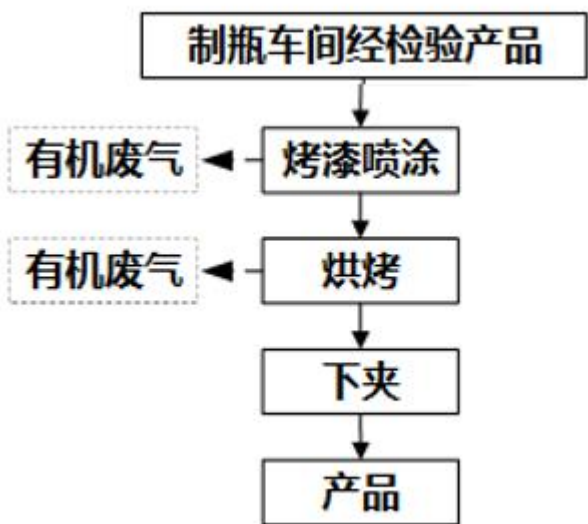 制瓶车间经检验产品
有机废气
烤漆喷涂
有机废气
烘烤
下夹
产品